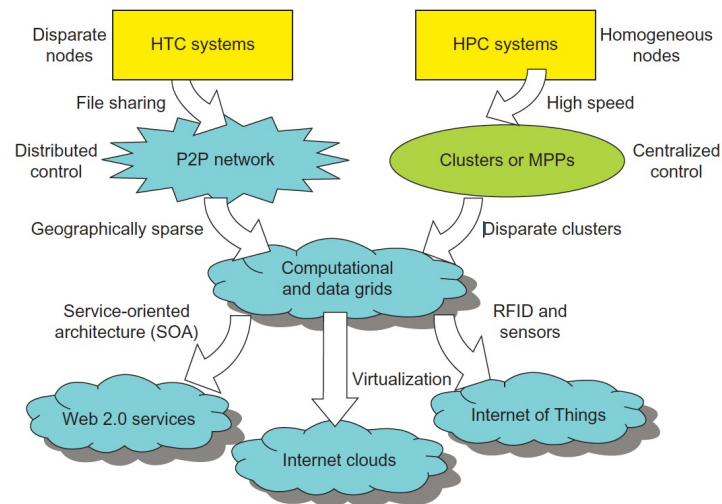 Disparate
nodes
HTC systems
HPC systems
Homogeneous
nodes
File sharing
High speed
Distributed
control
P2P network
Clusters or MPPs
Centralized
control
Geographically sparse
Disparate clusters
Computational
and data grids
Service-oriented
architecture (SOA)
RFID and
sensors
Virtualization
Web 2.0 services
Internet of Things
Internet clouds